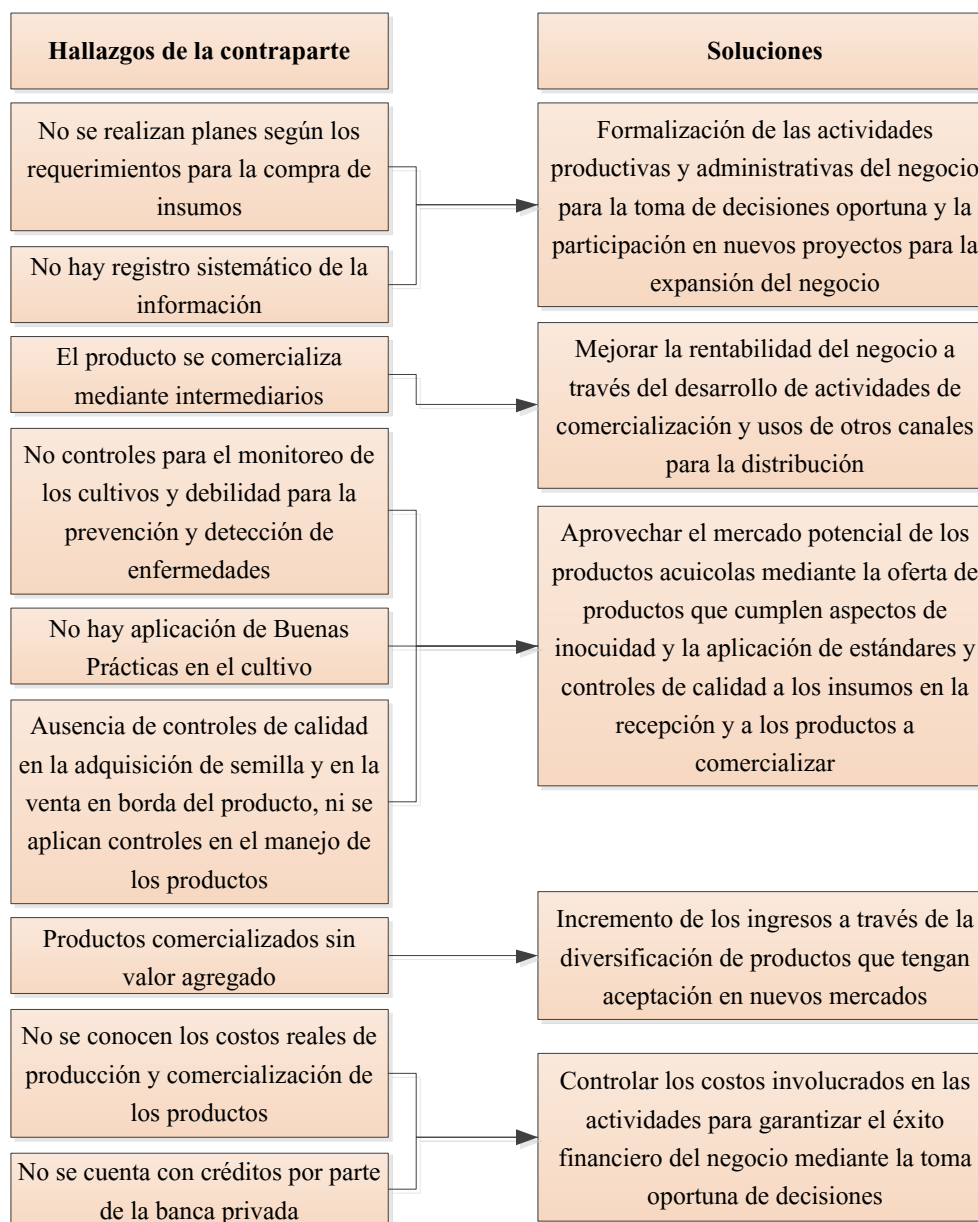 Hallazgos de la contraparte
Soluciones
No se realizan planes según los
requerimientos para la compra de
insumos
No hay registro sistemático de la
información
Formalización de las actividades
productivas y administrativas del negocio
para la toma de decisiones oportuna y la
participación en nuevos proyectos para la
expansión del negocio
El producto se comercializa
mediante intermediarios
Mejorar la rentabilidad del negocio a
través del desarrollo de actividades de
comercialización y usos de otros canales
para la distribución
No controles para el monitoreo de
los cultivos y debilidad para la
prevención y detección de
enfermedades
No hay aplicación de Buenas
Prácticas en el cultivo
Ausencia de controles de calidad
en la adquisición de semilla y en la
venta en borda del producto, ni se
aplican controles en el manejo de
los productos
Aprovechar el mercado potencial de los
productos acuicolas mediante la oferta de
productos que cumplen aspectos de
inocuidad y la aplicación de estándares y
controles de calidad a los insumos en la
recepción y a los productos a
comercializar
Productos comercializados sin
valor agregado
Incremento de los ingresos a través de la
diversificación de productos que tengan
aceptación en nuevos mercados
No se conocen los costos reales de
producción y comercialización de
los productos
No se cuenta con créditos por parte
de la banca privada
Controlar los costos involucrados en las
actividades para garantizar el éxito
financiero del negocio mediante la toma
oportuna de decisiones